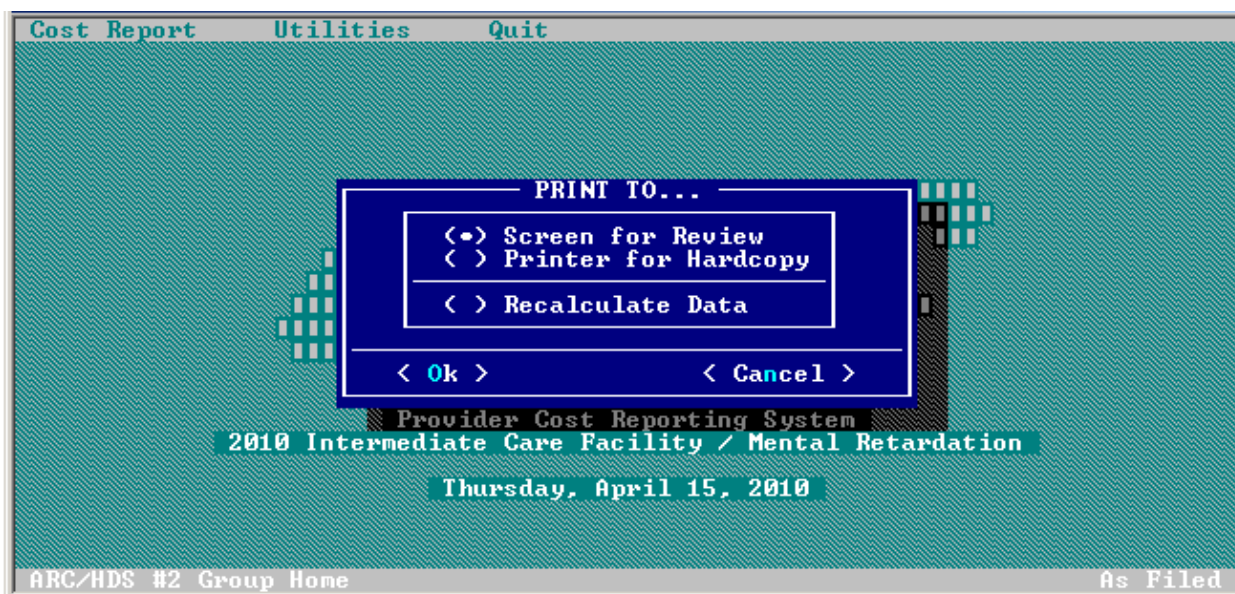 Cost Report Utilities Quit
PRINT TO...
(•) Screen for Review
( ) Printer for Hardcopy
( ) Recalculate Data
< Ok > < Cancel >
Provider Cost Reporting System
2010 Intermediate Care Facility / Mental Retardation
Thursday, April 15, 2010
ARC/HDS #2 Group Home As Filed